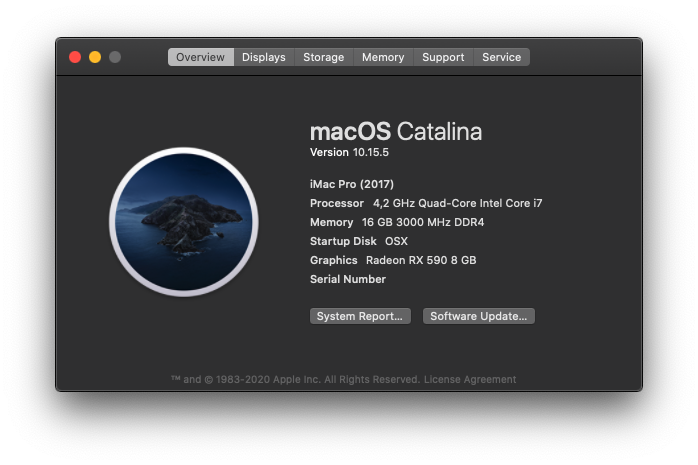 Overview Displays Storage Memory Support Service
macOS Catalina
Version 10.15.5
iMac Pro (2017)
Processor 4,2 GHz Quad-Core Intel Core i7
Memory 16 GB 3000 MHz DDR4
Startup Disk OSX
Graphics Radeon RX 590 8 GB
Serial Number
System Report... Software Update...
™ and © 1983-2020 Apple Inc. All Rights Reserved. License Agreement